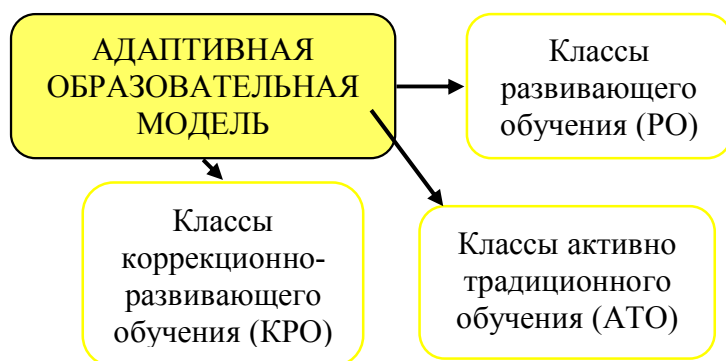 АДАПТИВНАЯ
ОБРАЗОВАТЕЛЬНАЯ
МОДЕЛЬ
Классы
развивающего
обучения (РО)
Классы
коррекционно-
развивающего
обучения (КРО)
Классы активно
традиционного
обучения (АТО)